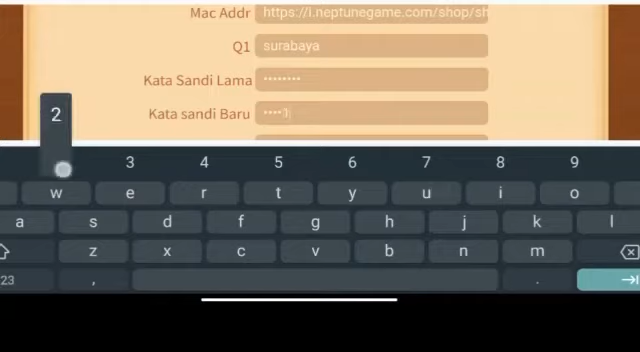 Mac Addr https://l.neptunegame.com/shop/sh
Q1 surabaya
Kata Sandi Lama ••••••••
Kata sandi Baru ••••1
2
3 4 5 6 7 8 9
w e r t y u i o
a s d f g h j k l
z x c v b n m
23 , .